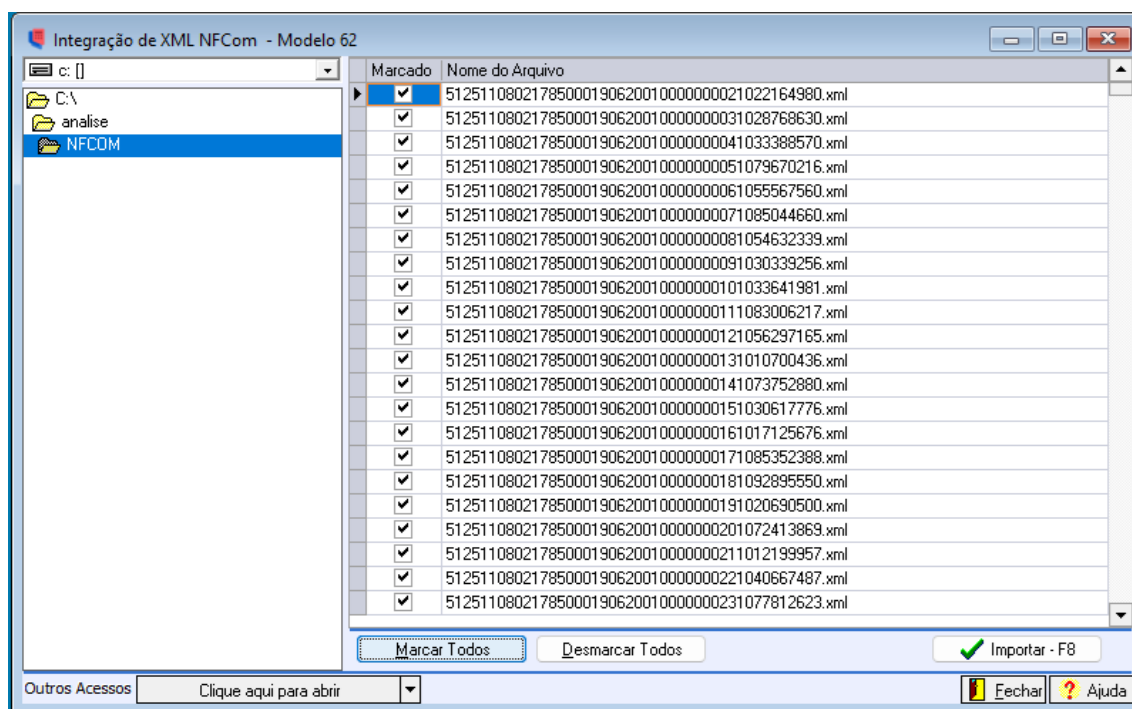 Integração de XML NFCom - Modelo 62
c: []
C:\
analise
NFCOM
Marcado Nome do Arquivo
51251108021785000190620010000000021022164980.xml
51251108021785000190620010000000031028768630.xml
51251108021785000190620010000000041033388570.xml
51251108021785000190620010000000051079670216.xml
51251108021785000190620010000000061055567560.xml
51251108021785000190620010000000071085044660.xml
51251108021785000190620010000000081054632339.xml
51251108021785000190620010000000091030339256.xml
51251108021785000190620010000000101033641981.xml
51251108021785000190620010000000111083006217.xml
51251108021785000190620010000000121056297165.xml
51251108021785000190620010000000131010700436.xml
51251108021785000190620010000000141073752880.xml
51251108021785000190620010000000151030617776.xml
51251108021785000190620010000000161017125676.xml
51251108021785000190620010000000171085352388.xml
51251108021785000190620010000000181092895550.xml
51251108021785000190620010000000191020690500.xml
51251108021785000190620010000000201072413869.xml
51251108021785000190620010000000211012199957.xml
51251108021785000190620010000000221040667487.xml
51251108021785000190620010000000231077812623.xml
Marcar Todos Desmarcar Todos Importar - F8
Outros Acessos Clique aqui para abrir Fechar Ajuda